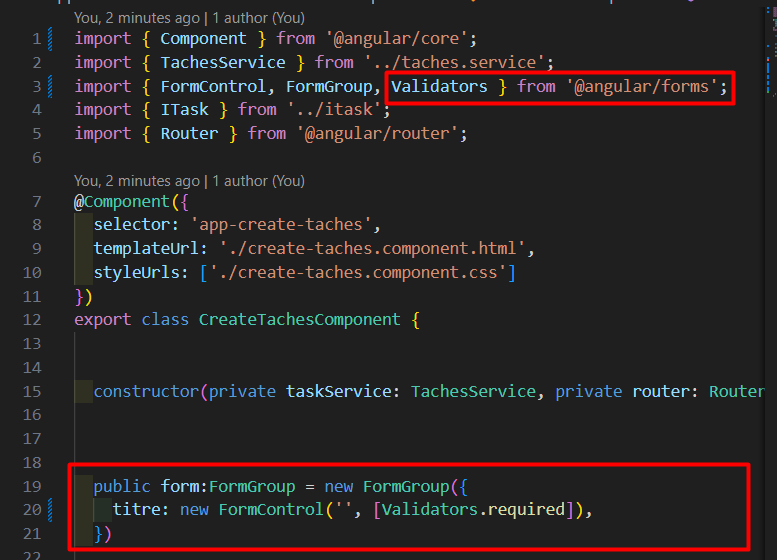 You, 2 minutes ago | 1 author (You)
1 import { Component } from '@angular/core';
2 import { TachesService } from '../taches.service';
3 import { FormControl, FormGroup, Validators } from '@angular/forms';
4 import { ITask } from '../itask';
5 import { Router } from '@angular/router';
6
You, 2 minutes ago | 1 author (You)
7 @Component({
8 selector: 'app-create-taches',
9 templateUrl: './create-taches.component.html',
10 styleUrls: ['./create-taches.component.css']
11 })
12 export class CreateTachesComponent {
13
14
15 constructor(private taskService: TachesService, private router: Router
16
17
18
19 public form:FormGroup = new FormGroup({
20 titre: new FormControl('', [Validators.required]),
21 })
22